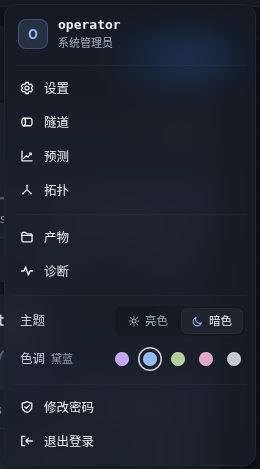 O
operator
系统管理员
设置
隧道
预测
拓扑
产物
诊断
主题 亮色 暗色
色调 黛蓝
修改密码
退出登录